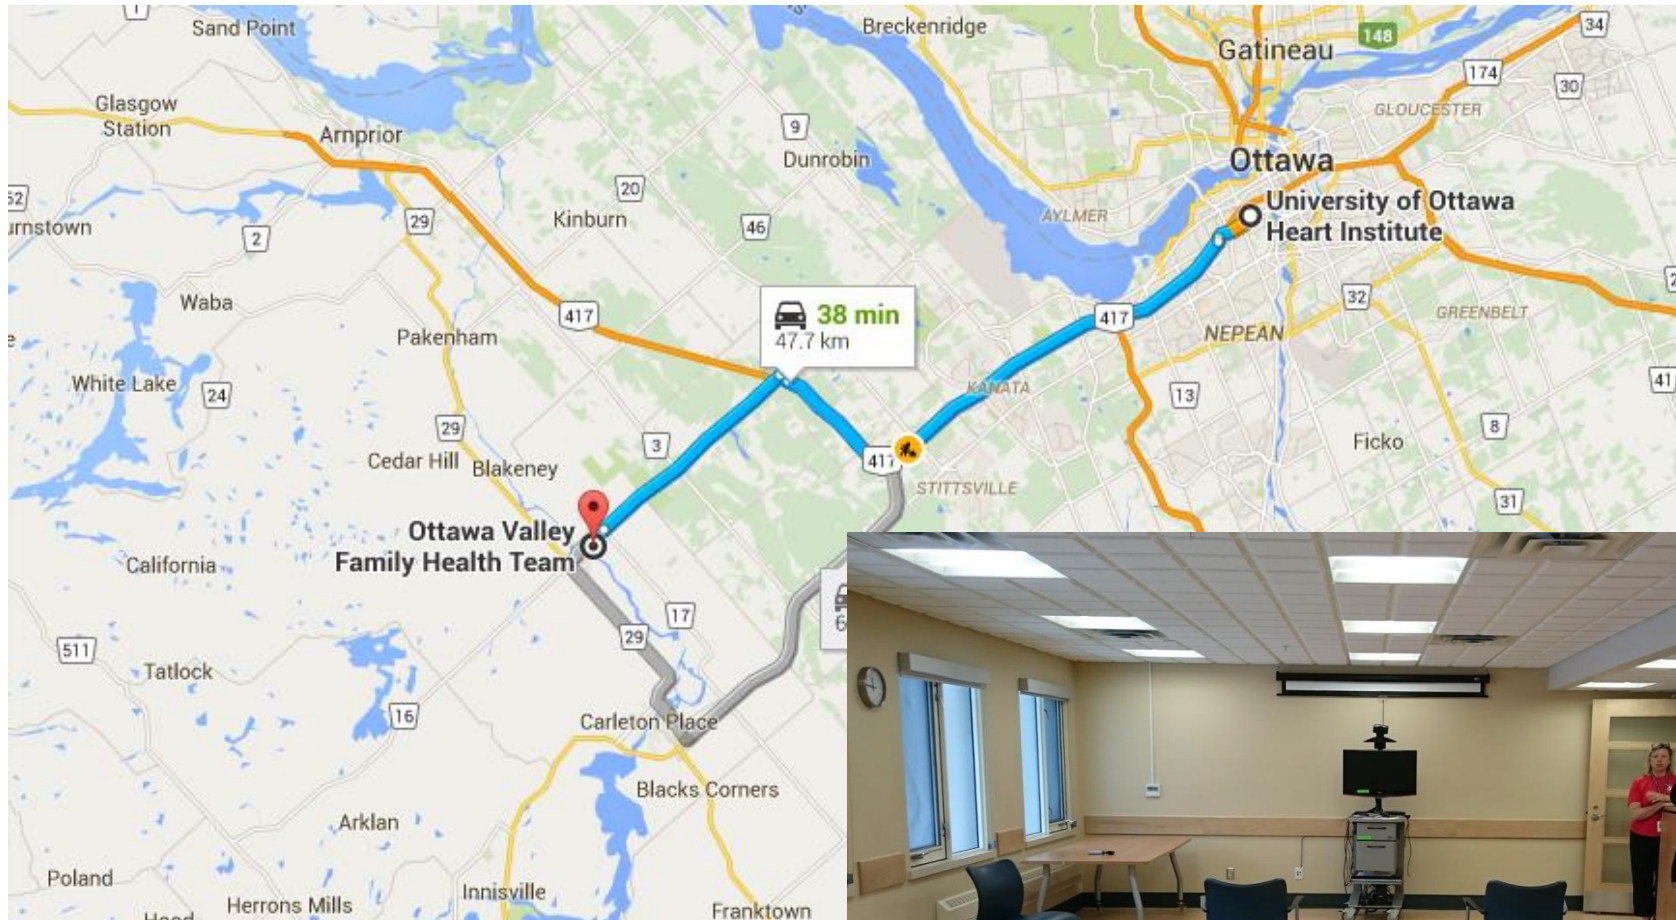 Sand Point
Breckenridge
148
34
Gatineau
174
30
Glasgow
Station
Arnprior
9
Dunrobin
GLOUCESTER
Ottawa
52
urnstown
2
29
20
Kinburn
46
AYLMER
University of Ottawa
Heart Institute
Waba
417
38 min
47.7 km
417
32
GREENBELT
Pakenham
NEPEAN
White Lake
24
KANATA
13
41
29
3
8
Cedar Hill
Blakeney
417
Ficko
STITTSVILLE
31
Ottawa Valley
Family Health Team
California
17
29
6
511
Tatlock
16
Carleton Place
Blacks Corners
Arklan
Poland
Herrons Mills
Innisville
Franktown